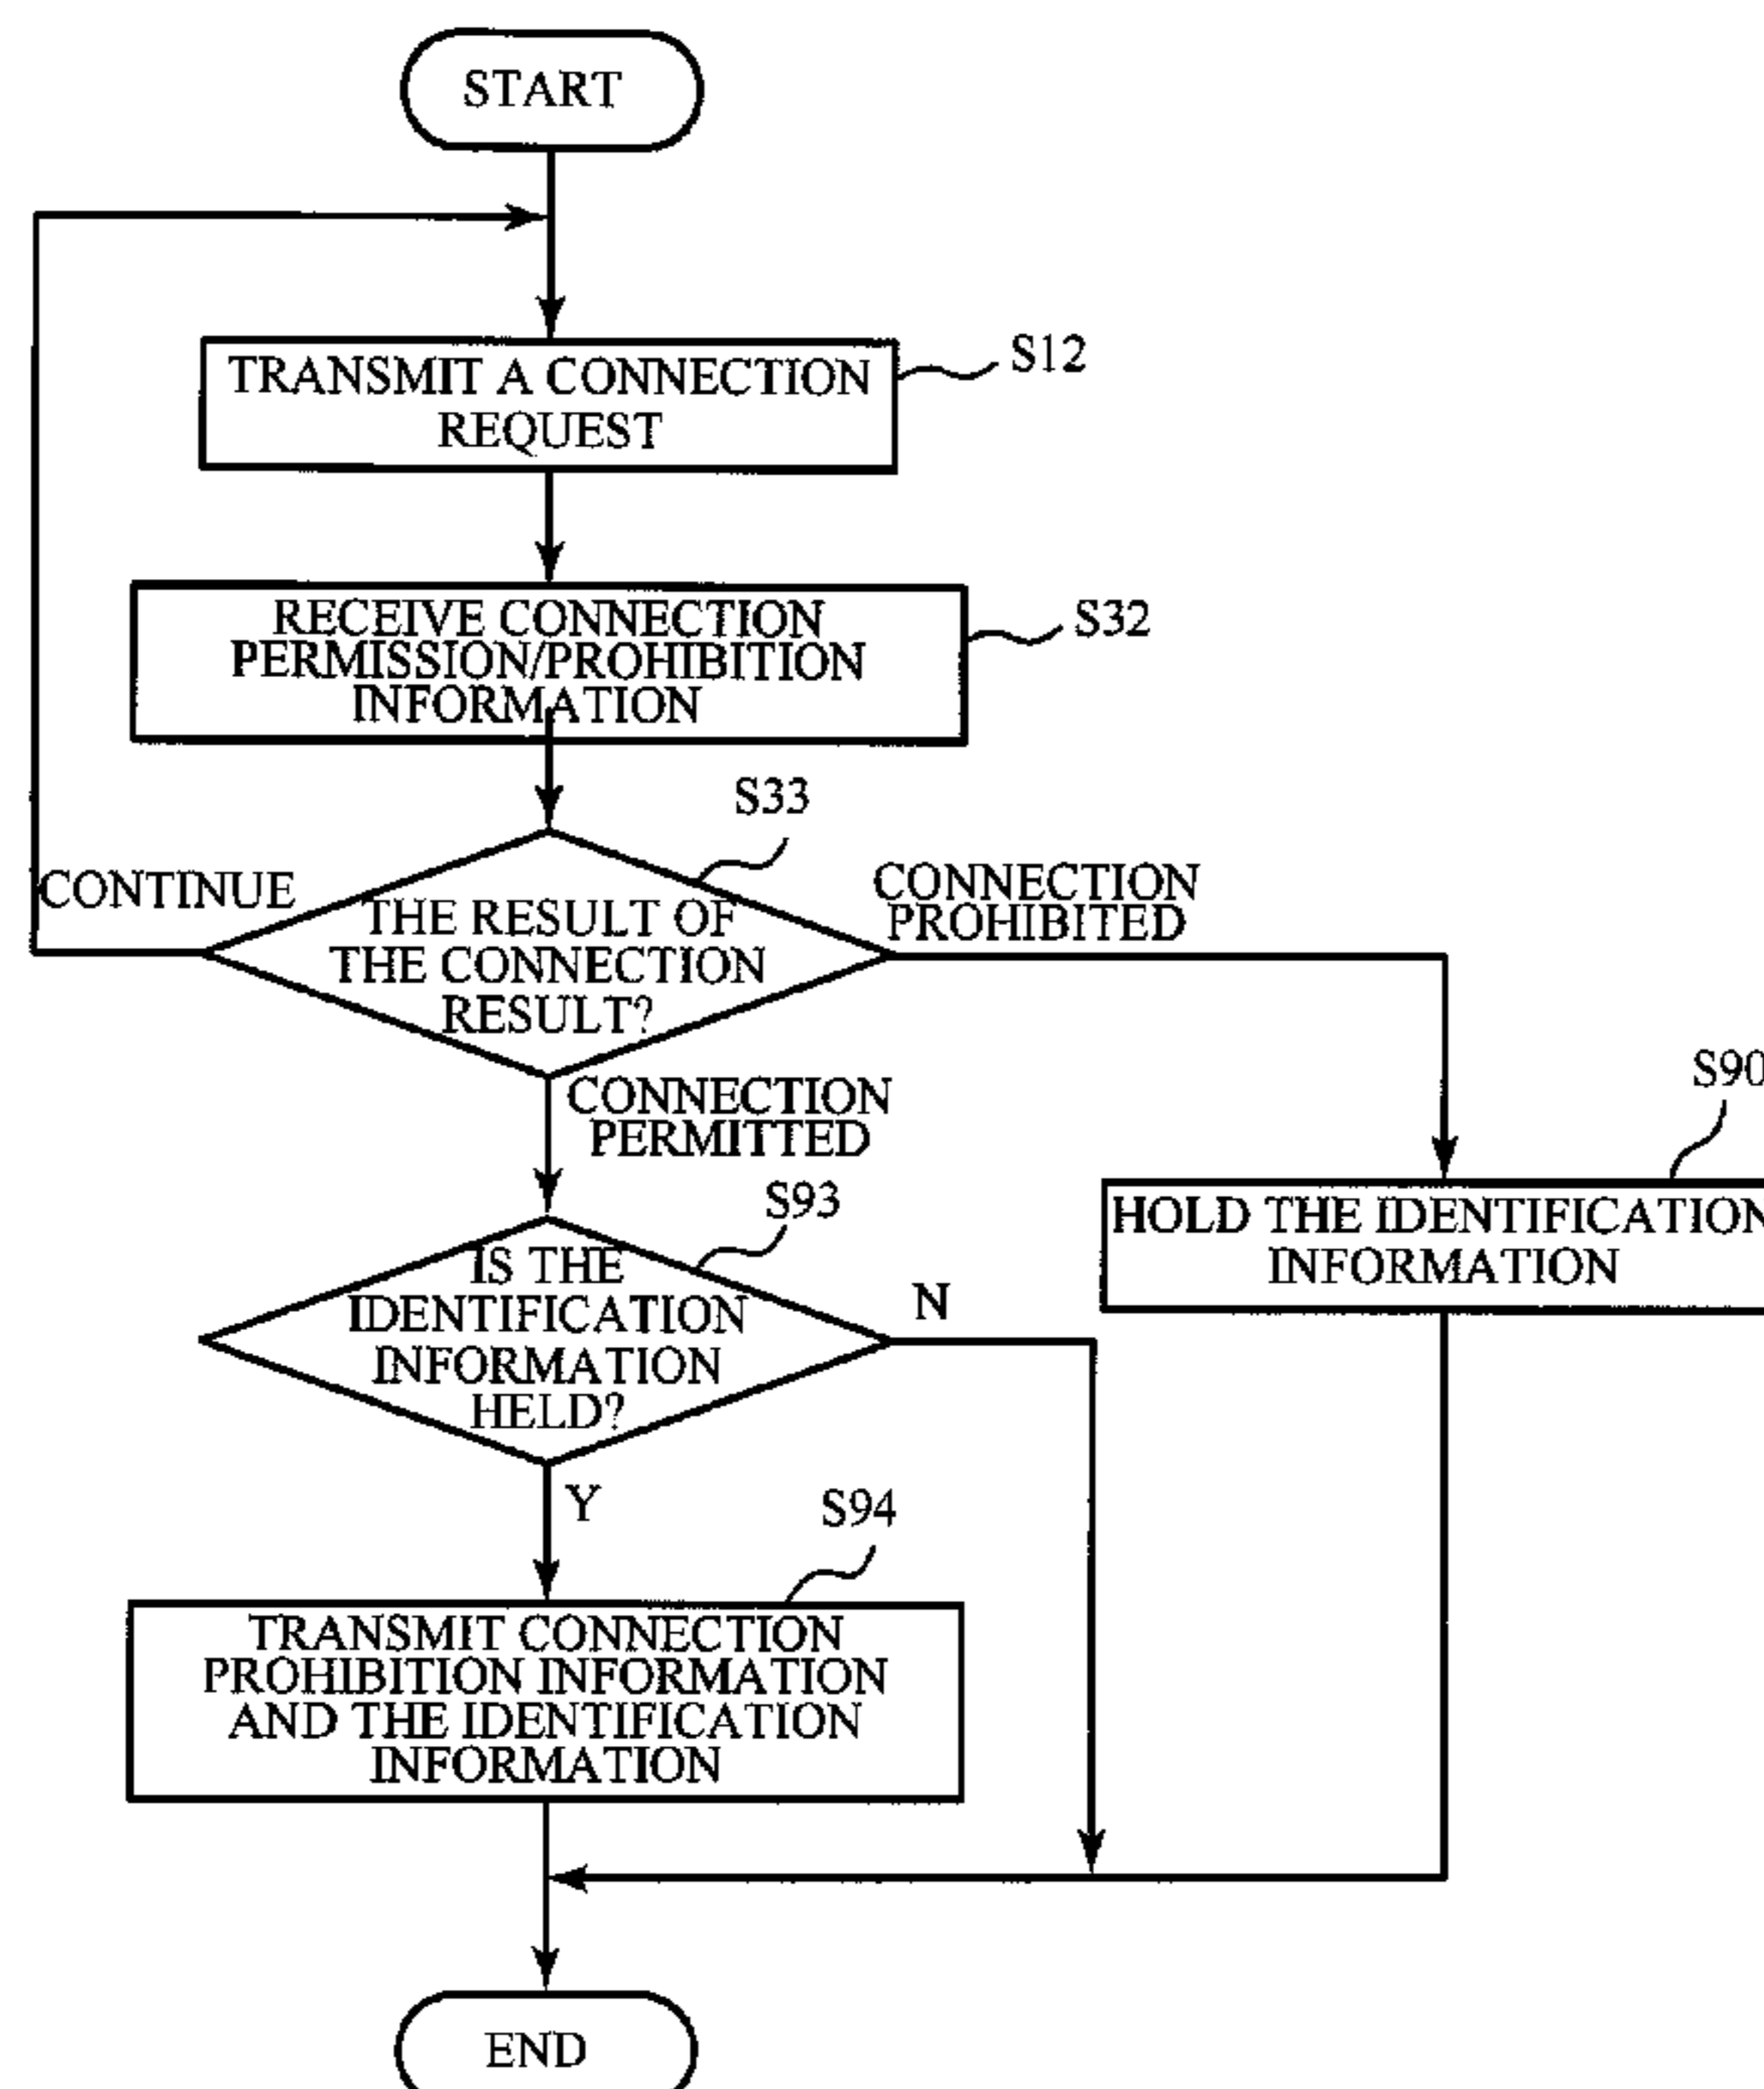 START
TRANSMIT A CONNECTION
REQUEST
S12
RECEIVE CONNECTION
PERMISSION/PROHIBITION
INFORMATION
S32
S33
CONTINUE
THE RESULT OF
THE CONNECTION
RESULT?
CONNECTION
PROHIBITED
CONNECTION
PERMITTED
S90
HOLD THE IDENTIFICATION
INFORMATION
S93
IS THE
IDENTIFICATION
INFORMATION
HELD?
N
Y
S94
TRANSMIT CONNECTION
PROHIBITION INFORMATION
AND THE IDENTIFICATION
INFORMATION
END